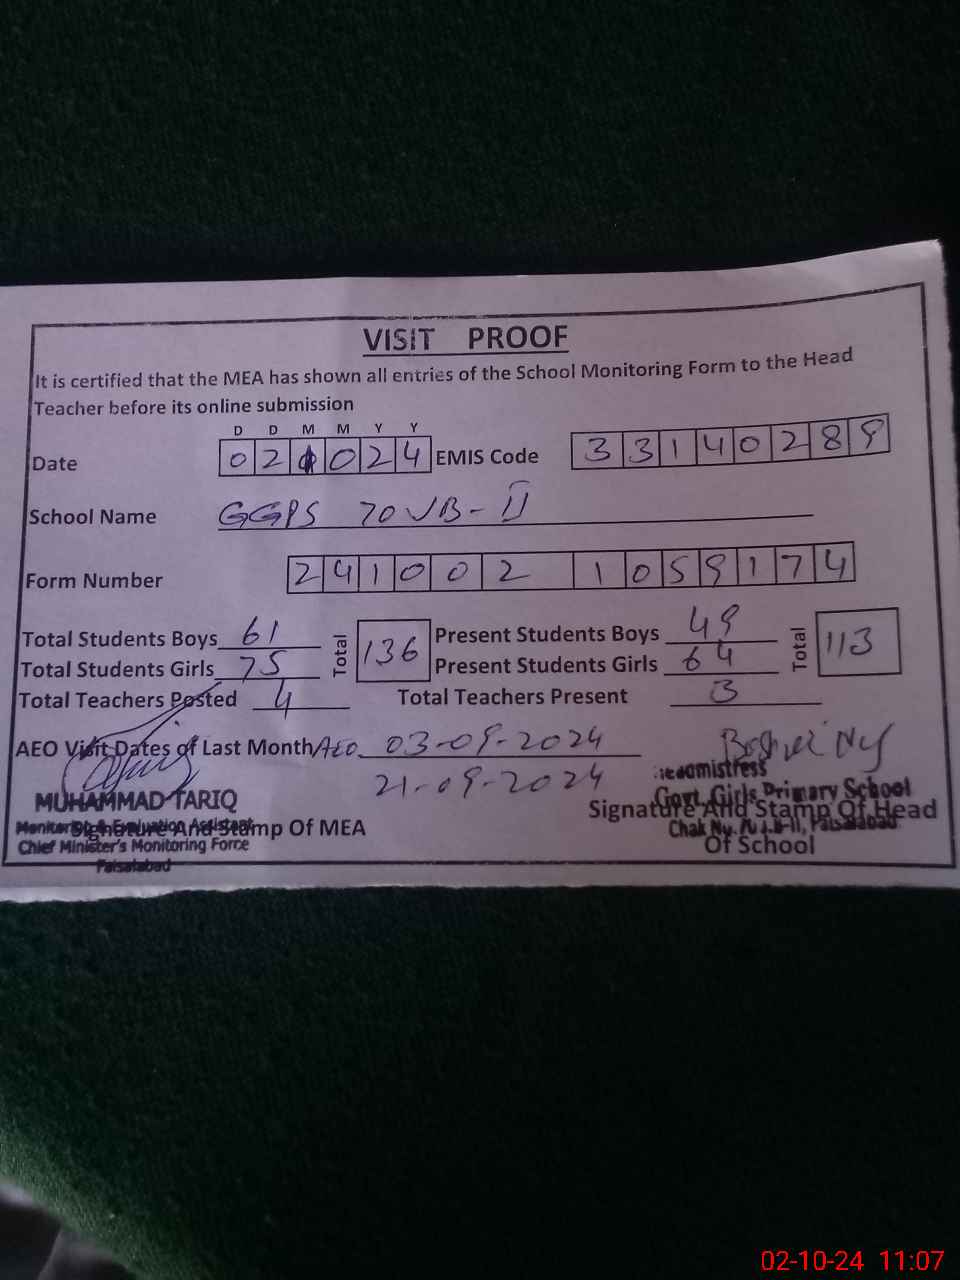 VISIT PROOF
It is certified that the MEA has shown all entries of the School Monitoring Form to the Head
Teacher before its online submission
D D M M Y Y
Date 0 2 1 0 2 4 EMIS Code 3 3 1 4 0 2 8 9
School Name GGPS 70 JB-II
Form Number 2 4 1 0 0 2 1 0 5 9 1 7 4
Total Students Boys 61 Total 136 Present Students Boys 49 Total 113
Total Students Girls 75 Present Students Girls 64
Total Teachers Posted 4 Total Teachers Present 3
AEO Visit Dates of Last Month AEO 03-09-2024
21-09-2024
MUHAMMAD TARIQ
Monitoring & Evaluation Assistant
Signature And Stamp Of MEA
Chief Minister's Monitoring Force
Faisalabad
Headmistress
Govt. Girls Primary School
Signature And Stamp Of Head
Of School
02-10-24 11:07